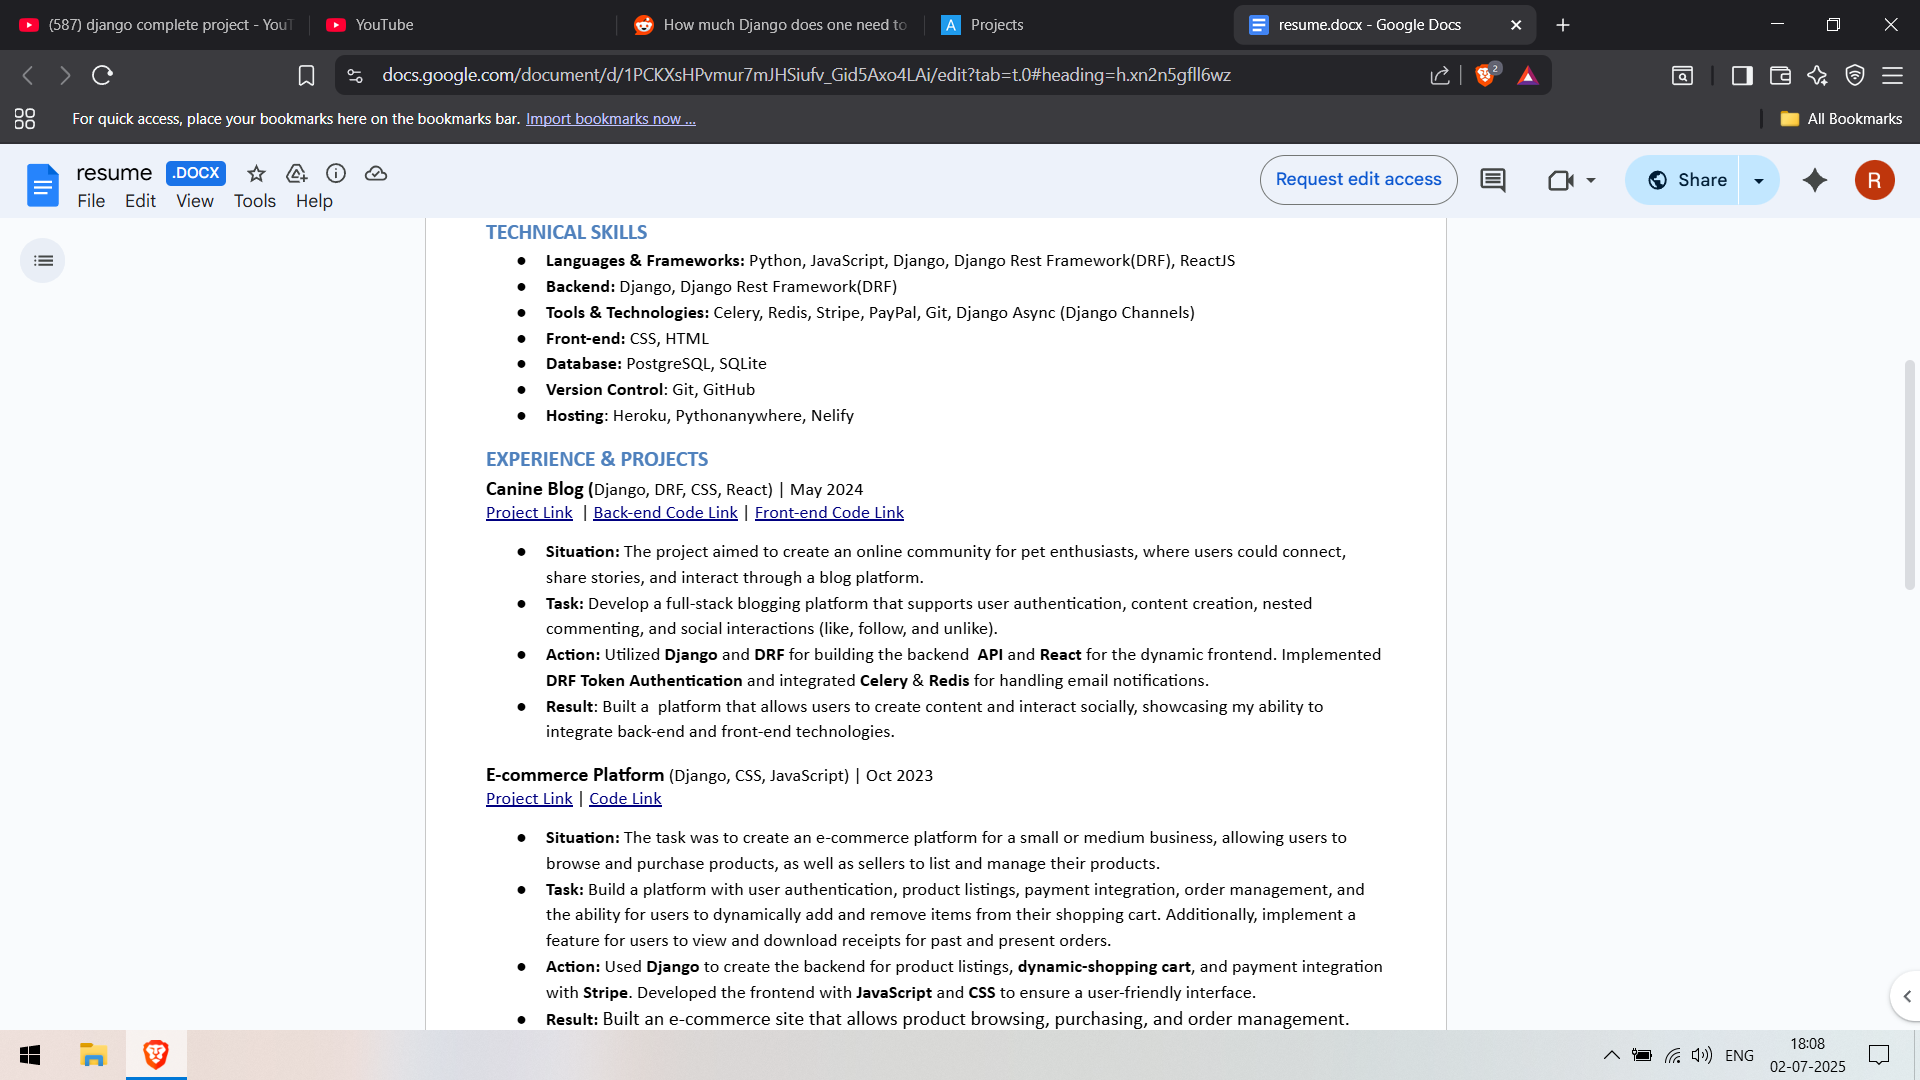 (587) django complete project - YouT
YouTube
How much Django does one need to
A Projects
resume.docx - Google Docs
docs.google.com/document/d/1PCKXsHPvmur7mJHSiufv_Gid5Axo4LAi/edit?tab=t.0#heading=h.xn2n5gfll6wz
2
For quick access, place your bookmarks here on the bookmarks bar. Import bookmarks now ...
All Bookmarks
resume .DOCX
File Edit View Tools Help
Request edit access
Share
R
TECHNICAL SKILLS
● Languages & Frameworks: Python, JavaScript, Django, Django Rest Framework(DRF), ReactJS
● Backend: Django, Django Rest Framework(DRF)
● Tools & Technologies: Celery, Redis, Stripe, PayPal, Git, Django Async (Django Channels)
● Front-end: CSS, HTML
● Database: PostgreSQL, SQLite
● Version Control: Git, GitHub
● Hosting: Heroku, Pythonanywhere, Nelify
EXPERIENCE & PROJECTS
Canine Blog (Django, DRF, CSS, React) | May 2024
Project Link | Back-end Code Link | Front-end Code Link
● Situation: The project aimed to create an online community for pet enthusiasts, where users could connect,
share stories, and interact through a blog platform.
● Task: Develop a full-stack blogging platform that supports user authentication, content creation, nested
commenting, and social interactions (like, follow, and unlike).
● Action: Utilized Django and DRF for building the backend API and React for the dynamic frontend. Implemented
DRF Token Authentication and integrated Celery & Redis for handling email notifications.
● Result: Built a platform that allows users to create content and interact socially, showcasing my ability to
integrate back-end and front-end technologies.
E-commerce Platform (Django, CSS, JavaScript) | Oct 2023
Project Link | Code Link
● Situation: The task was to create an e-commerce platform for a small or medium business, allowing users to
browse and purchase products, as well as sellers to list and manage their products.
● Task: Build a platform with user authentication, product listings, payment integration, order management, and
the ability for users to dynamically add and remove items from their shopping cart. Additionally, implement a
feature for users to view and download receipts for past and present orders.
● Action: Used Django to create the backend for product listings, dynamic-shopping cart, and payment integration
with Stripe. Developed the frontend with JavaScript and CSS to ensure a user-friendly interface.
● Result: Built an e-commerce site that allows product browsing, purchasing, and order management.
ENG
18:08
02-07-2025